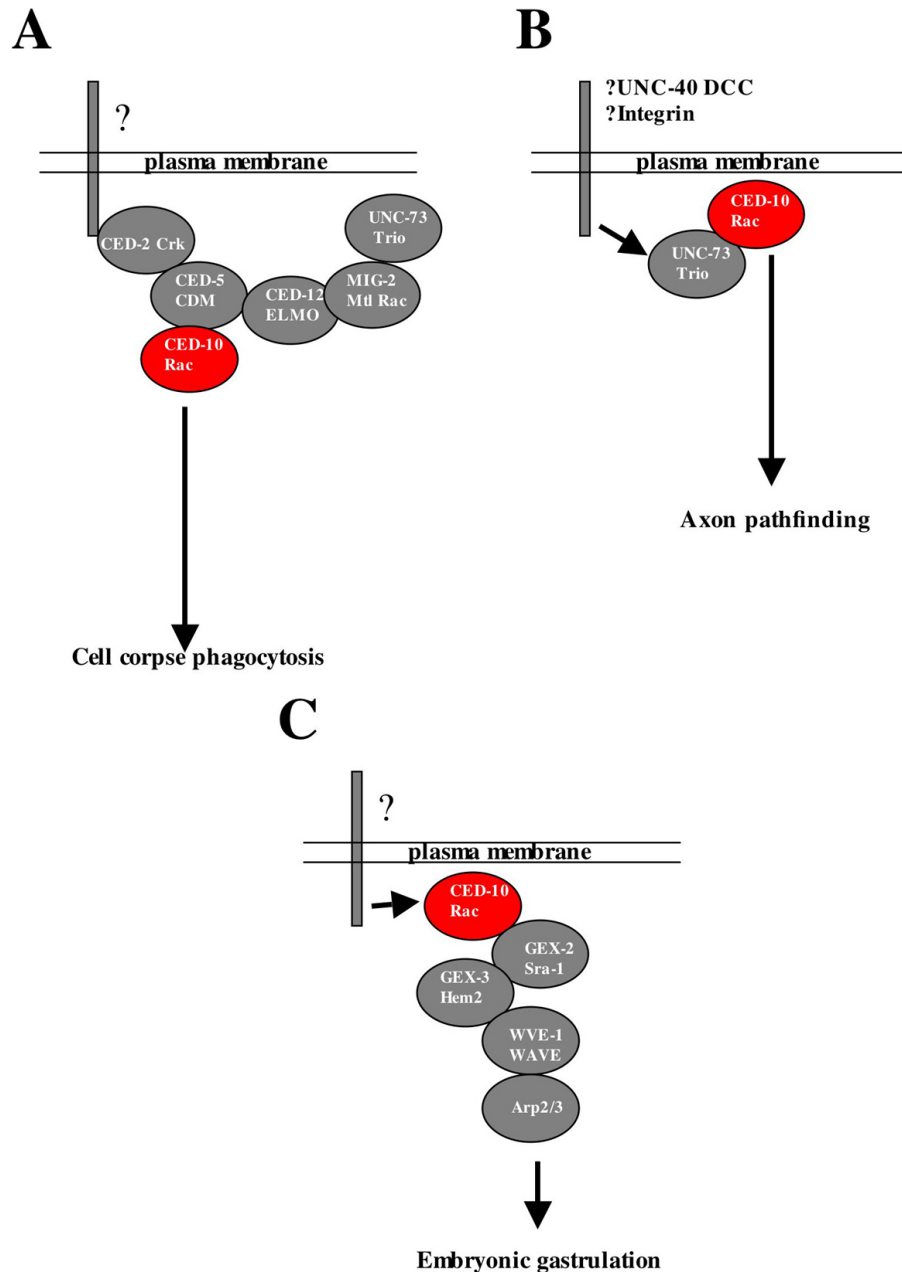 A
?
plasma membrane
CED-2 Crk
CED-5
CDM
CED-10
Rac
CED-12
ELMO
MIG-2
Mtl Rac
UNC-73
Trio
Cell corpse phagocytosis
B
?UNC-40 DCC
?Integrin
plasma membrane
CED-10
Rac
UNC-73
Trio
Axon pathfinding
C
?
plasma membrane
CED-10
Rac
GEX-2
Sra-1
GEX-3
Hem2
WVE-1
WAVE
Arp2/3
Embryonic gastrulation